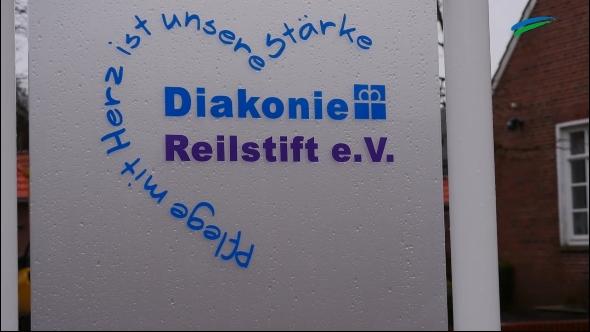 Pflege mit Herz ist unsere Stärke
Diakonie
Reilstift e.V.